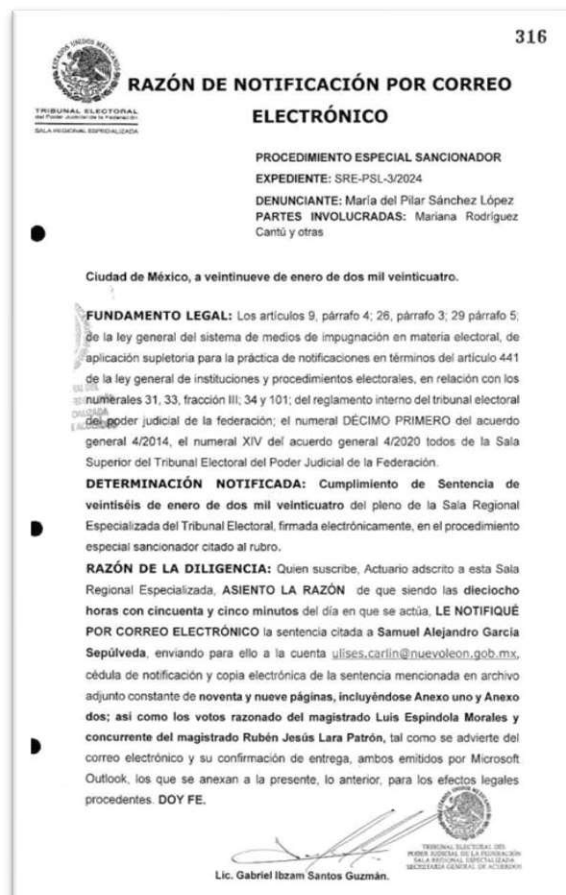 316
ESTADOS UNIDOS MEXICANOS
TRIBUNAL ELECTORAL
del Poder Judicial de la Federación
SALA REGIONAL ESPECIALIZADA
RAZÓN DE NOTIFICACIÓN POR CORREO
ELECTRÓNICO
PROCEDIMIENTO ESPECIAL SANCIONADOR
EXPEDIENTE: SRE-PSL-3/2024
DENUNCIANTE: María del Pilar Sánchez López
PARTES INVOLUCRADAS: Mariana Rodríguez
Cantú y otras
Ciudad de México, a veintinueve de enero de dos mil veinticuatro.
FUNDAMENTO LEGAL: Los artículos 9, párrafo 4; 26, párrafo 3; 29 párrafo 5;
de la ley general del sistema de medios de impugnación en materia electoral, de
aplicación supletoria para la práctica de notificaciones en términos del artículo 441
de la ley general de instituciones y procedimientos electorales, en relación con los
numerales 31, 33, fracción III; 34 y 101; del reglamento interno del tribunal electoral
del poder judicial de la federación; el numeral DÉCIMO PRIMERO del acuerdo
general 4/2014, el numeral XIV del acuerdo general 4/2020 todos de la Sala
Superior del Tribunal Electoral del Poder Judicial de la Federación.
DETERMINACIÓN NOTIFICADA: Cumplimiento de Sentencia de
veintiséis de enero de dos mil veinticuatro del pleno de la Sala Regional
Especializada del Tribunal Electoral, firmada electrónicamente, en el procedimiento
especial sancionador citado al rubro.
RAZÓN DE LA DILIGENCIA: Quien suscribe, Actuario adscrito a esta Sala
Regional Especializada, ASIENTO LA RAZÓN de que siendo las dieciocho
horas con cincuenta y cinco minutos del día en que se actúa, LE NOTIFIQUÉ
POR CORREO ELECTRÓNICO la sentencia citada a Samuel Alejandro García
Sepúlveda, enviando para ello a la cuenta ulises.carlin@nuevoleon.gob.mx,
cédula de notificación y copia electrónica de la sentencia mencionada en archivo
adjunto constante de noventa y nueve páginas, incluyéndose Anexo uno y Anexo
dos; así como los votos razonado del magistrado Luis Espindola Morales y
concurrente del magistrado Rubén Jesús Lara Patrón, tal como se advierte del
correo electrónico y su confirmación de entrega, ambos emitidos por Microsoft
Outlook, los que se anexan a la presente, lo anterior, para los efectos legales
procedentes. DOY FE.
TRIBUNAL ELECTORAL DEL
PODER JUDICIAL DE LA FEDERACIÓN
SALA REGIONAL ESPECIALIZADA
SECRETARÍA GENERAL DE ACUERDOS
Lic. Gabriel Ibzam Santos Guzmán.